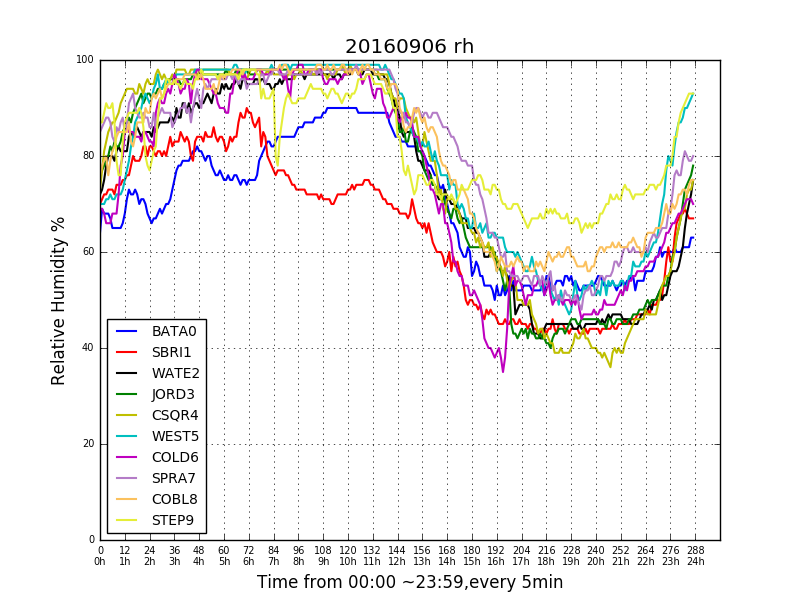 20160906 rh
100
80
60
40
20
0
Relative Humidity %
BATA0
SBRI1
WATE2
JORD3
CSQR4
WEST5
COLD6
SPRA7
COBL8
STEP9
0 12 24 36 48 60 72 84 96 108 120 132 144 156 168 180 192 204 216 228 240 252 264 276 288
0h 1h 2h 3h 4h 5h 6h 7h 8h 9h 10h 11h 12h 13h 14h 15h 16h 17h 18h 19h 20h 21h 22h 23h 24h
Time from 00:00 ~23:59,every 5min